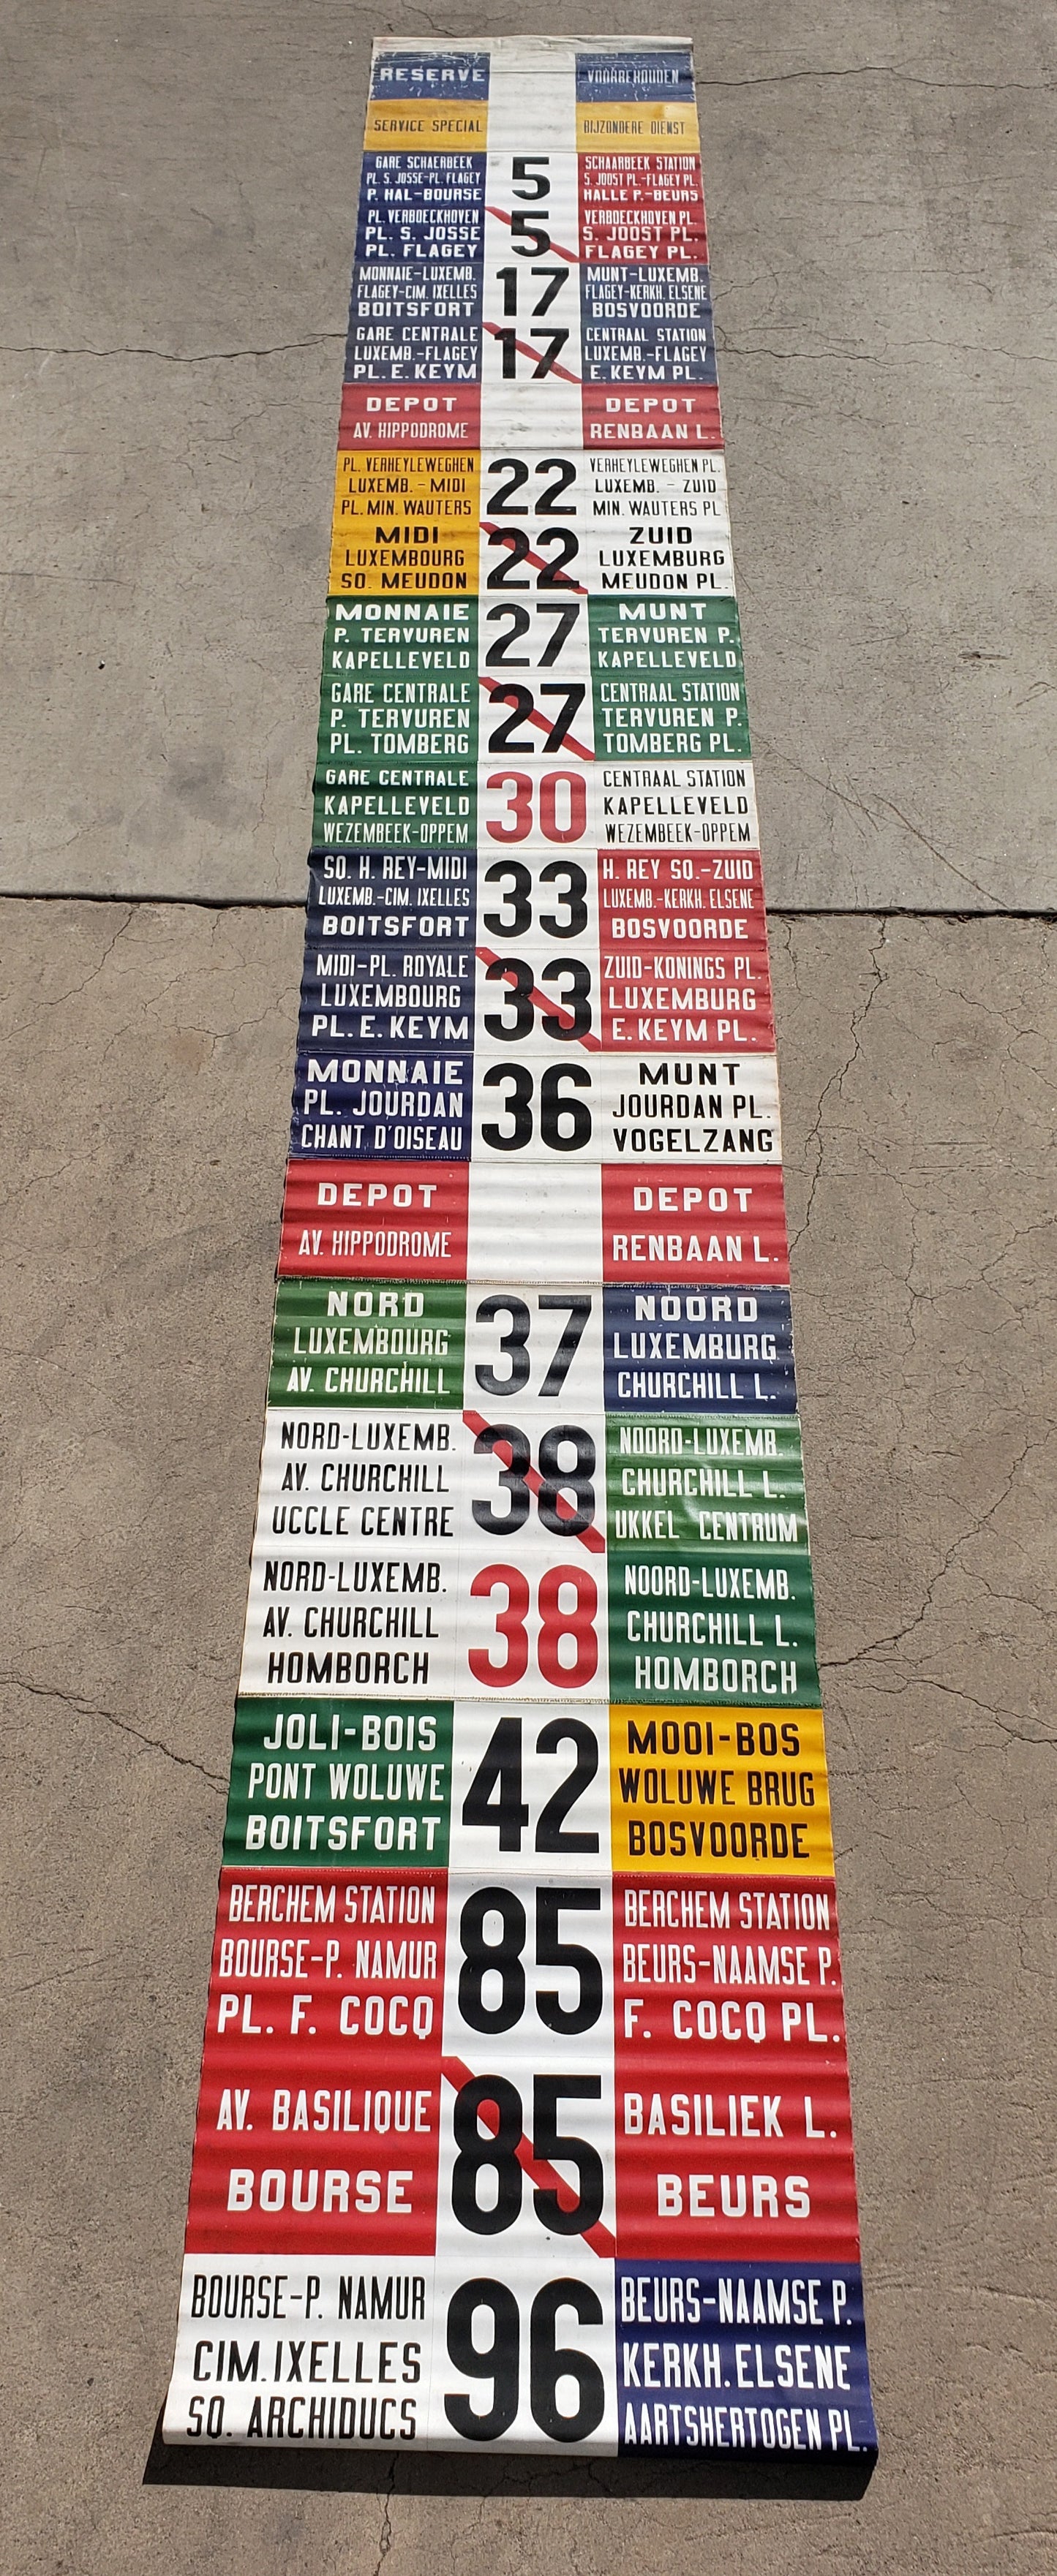 RESERVE VOORBEHOUDEN
SERVICE SPECIAL BIJZONDERE DIENST
GARE SCHAERBEEK
PL. S. JOSSE-PL. FLAGEY
P. HAL-BOURSE
5
SCHAARBEEK STATION
S. JOOST PL.-FLAGEY PL.
HALLE P.-BEURS
PL. VERBOECKHOVEN
PL. S. JOSSE
PL. FLAGEY
5
VERBOECKHOVEN PL.
S. JOOST PL.
FLAGEY PL.
MONNAIE-LUXEMB.
FLAGEY-CIM. IXELLES
BOITSFORT
17
MUNT-LUXEMB.
FLAGEY-KERKH. ELSENE
BOSVOORDE
GARE CENTRALE
LUXEMB.-FLAGEY
PL. E. KEYM
17
CENTRAAL STATION
LUXEMB.-FLAGEY
E. KEYM PL.
DEPOT
AV. HIPPODROME
DEPOT
RENBAAN L.
PL. VERHEYLEWEGHEN
LUXEMB. - MIDI
PL. MIN. WAUTERS
22
VERHEYLEWEGHEN PL.
LUXEMB. - ZUID
MIN. WAUTERS PL
MIDI
LUXEMBOURG
SQ. MEUDON
22
ZUID
LUXEMBURG
MEUDON PL.
MONNAIE
P. TERVUREN
KAPELLEVELD
27
MUNT
TERVUREN P.
KAPELLEVELD
GARE CENTRALE
P. TERVUREN
PL. TOMBERG
27
CENTRAAL STATION
TERVUREN P.
TOMBERG PL.
GARE CENTRALE
KAPELLEVELD
WEZEMBEEK-OPPEM
30
CENTRAAL STATION
KAPELLEVELD
WEZEMBEEK-OPPEM
SQ. H. REY-MIDI
LUXEMB.-CIM. IXELLES
BOITSFORT
33
H. REY SQ.-ZUID
LUXEMB.-KERKH. ELSENE
BOSVOORDE
MIDI-PL. ROYALE
LUXEMBOURG
PL. E. KEYM
33
ZUID-KONINGS PL.
LUXEMBURG
E. KEYM PL.
MONNAIE
PL. JOURDAN
CHANT D'OISEAU
36
MUNT
JOURDAN PL.
VOGELZANG
DEPOT
AV. HIPPODROME
DEPOT
RENBAAN L.
NORD
LUXEMBOURG
AV. CHURCHILL
37
NOORD
LUXEMBURG
CHURCHILL L.
NORD-LUXEMB.
AV. CHURCHILL
UCCLE CENTRE
38
NOORD-LUXEMB.
CHURCHILL L.
UKKEL CENTRUM
NORD-LUXEMB.
AV. CHURCHILL
HOMBORCH
38
NOORD-LUXEMB.
CHURCHILL L.
HOMBORCH
JOLI-BOIS
PONT WOLUWE
BOITSFORT
42
MOOI-BOS
WOLUWE BRUG
BOSVOORDE
BERCHEM STATION
BOURSE-P. NAMUR
PL. F. COCQ
85
BERCHEM STATION
BEURS-NAAMSE P.
F. COCQ PL.
AV. BASILIQUE
BOURSE
85
BASILIEK L.
BEURS
BOURSE-P. NAMUR
CIM.IXELLES
SQ. ARCHIDUCS
96
BEURS-NAAMSE P.
KERKH.ELSENE
AARTSHERTOGEN PL.